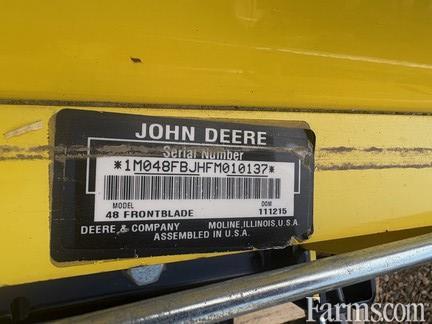 JOHN DEERE
Serial Number
*1M048FBJHFM010137*
MODEL DOM
48 FRONTBLADE 111215
DEERE & COMPANY MOLINE, ILLINOIS, U.S.A.
ASSEMBLED IN U.S.A.
Farms.com